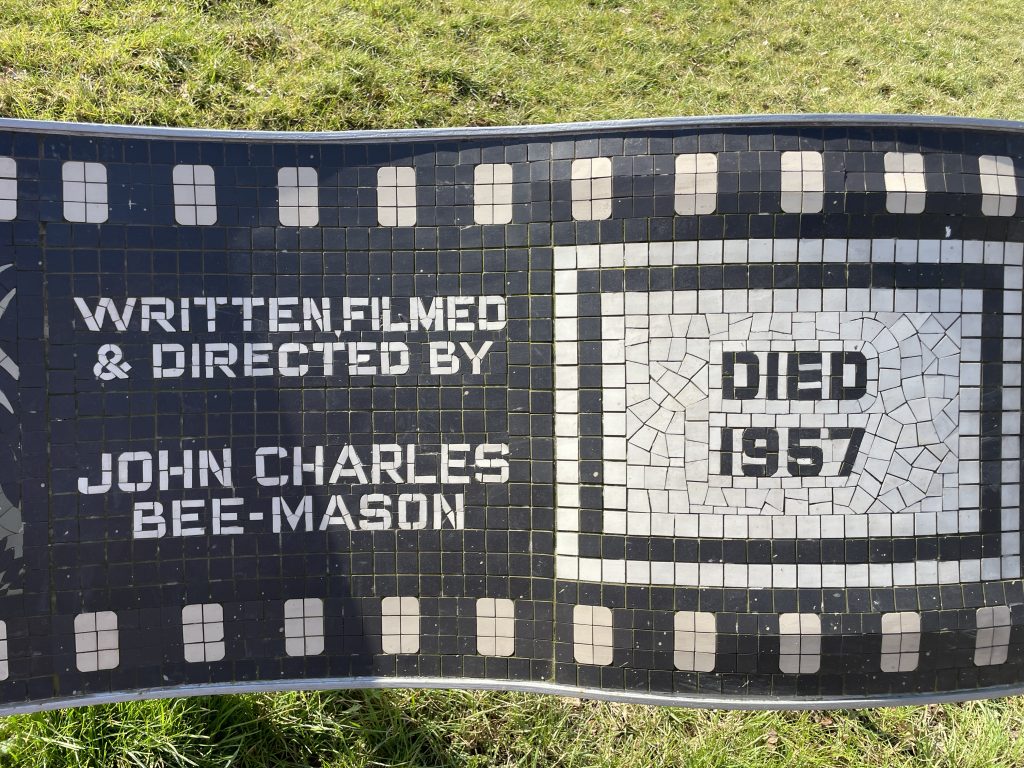 WRITTEN, FILMED
& DIRECTED BY
JOHN CHARLES
BEE-MASON
DIED
1957